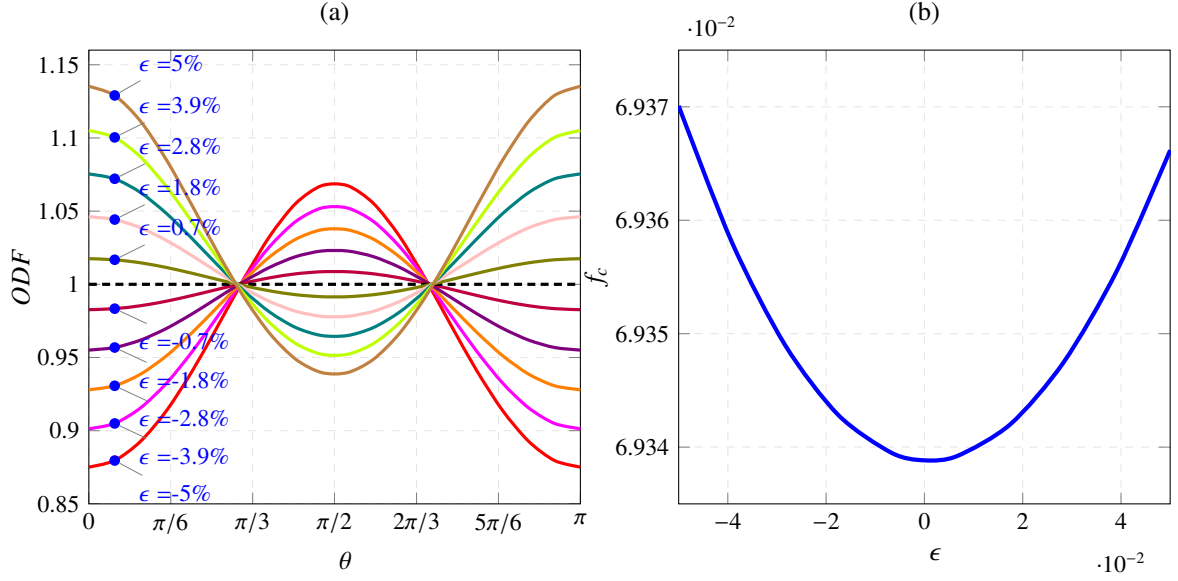 (a)
ϵ =5%
ϵ =3.9%
ϵ =2.8%
ϵ =1.8%
ϵ =0.7%
ϵ =-0.7%
ϵ =-1.8%
ϵ =-2.8%
ϵ =-3.9%
ϵ =-5%
1.15
1.1
1.05
1
0.95
0.9
0.85
ODF
0
π/6
π/3
π/2
2π/3
5π/6
π
θ
(b)
·10−2
6.937
6.936
6.935
6.934
f_c
−4
−2
0
2
4
ϵ
·10−2